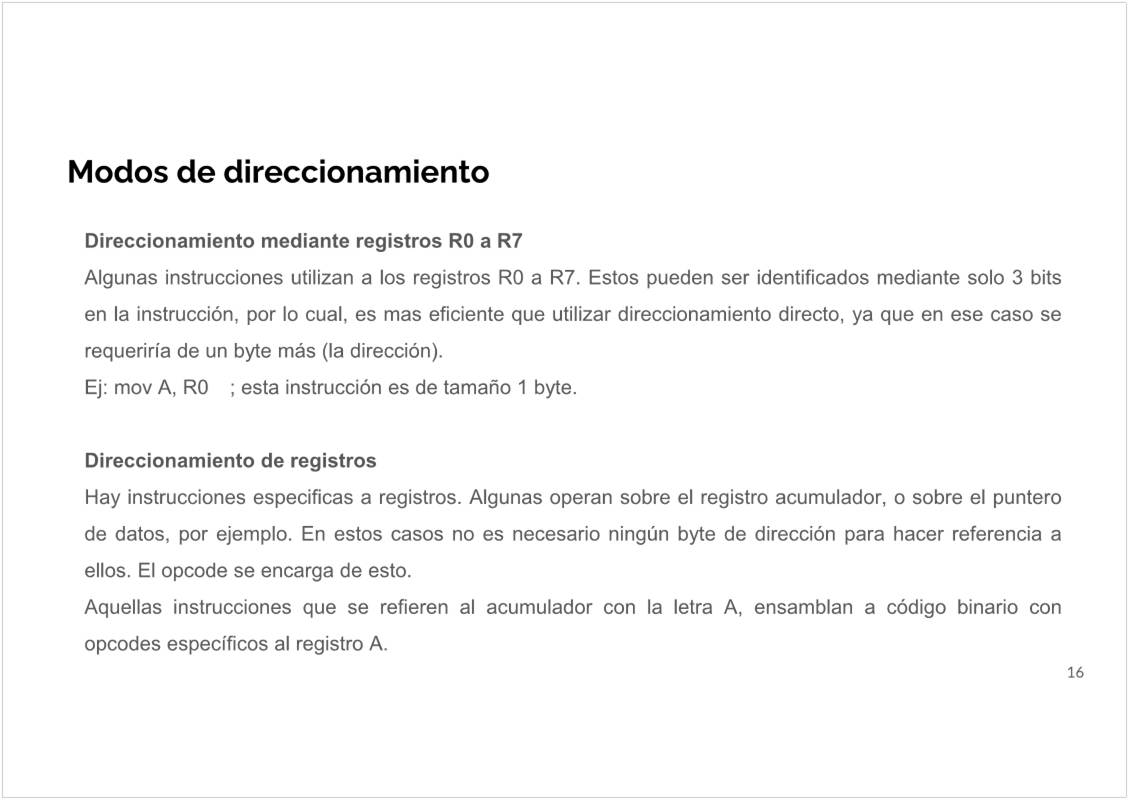 Modos de direccionamiento
Direccionamiento mediante registros R0 a R7
Algunas instrucciones utilizan a los registros R0 a R7. Estos pueden ser identificados mediante solo 3 bits
en la instrucción, por lo cual, es mas eficiente que utilizar direccionamiento directo, ya que en ese caso se
requeriría de un byte más (la dirección).
Ej: mov A, R0 ; esta instrucción es de tamaño 1 byte.
Direccionamiento de registros
Hay instrucciones especificas a registros. Algunas operan sobre el registro acumulador, o sobre el puntero
de datos, por ejemplo. En estos casos no es necesario ningún byte de dirección para hacer referencia a
ellos. El opcode se encarga de esto.
Aquellas instrucciones que se refieren al acumulador con la letra A, ensamblan a código binario con
opcodes específicos al registro A.
16